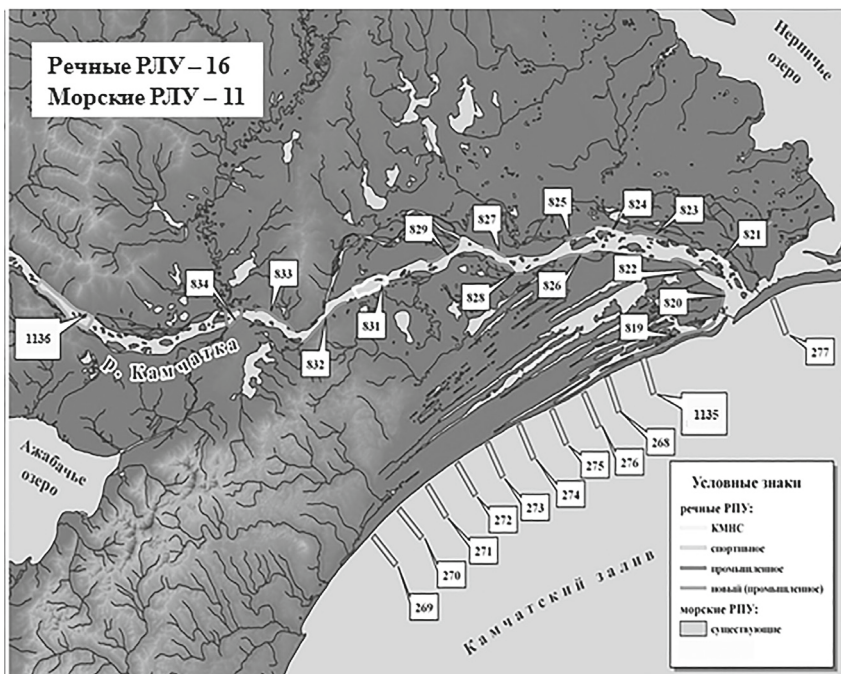 Речные РЛУ – 16
Морские РЛУ – 11
Нерпичье
озеро
825
824
823
827
829
821
822
826
828
820
819
833
834
831
832
1136
р. Камчатка
277
1135
268
276
275
274
273
272
271
270
269
Ажабачье
озеро
Камчатский залив
Условные знаки
речные РПУ:
КМНС
спортивное
промышленное
новый (промышленное)
морские РПУ:
существующие